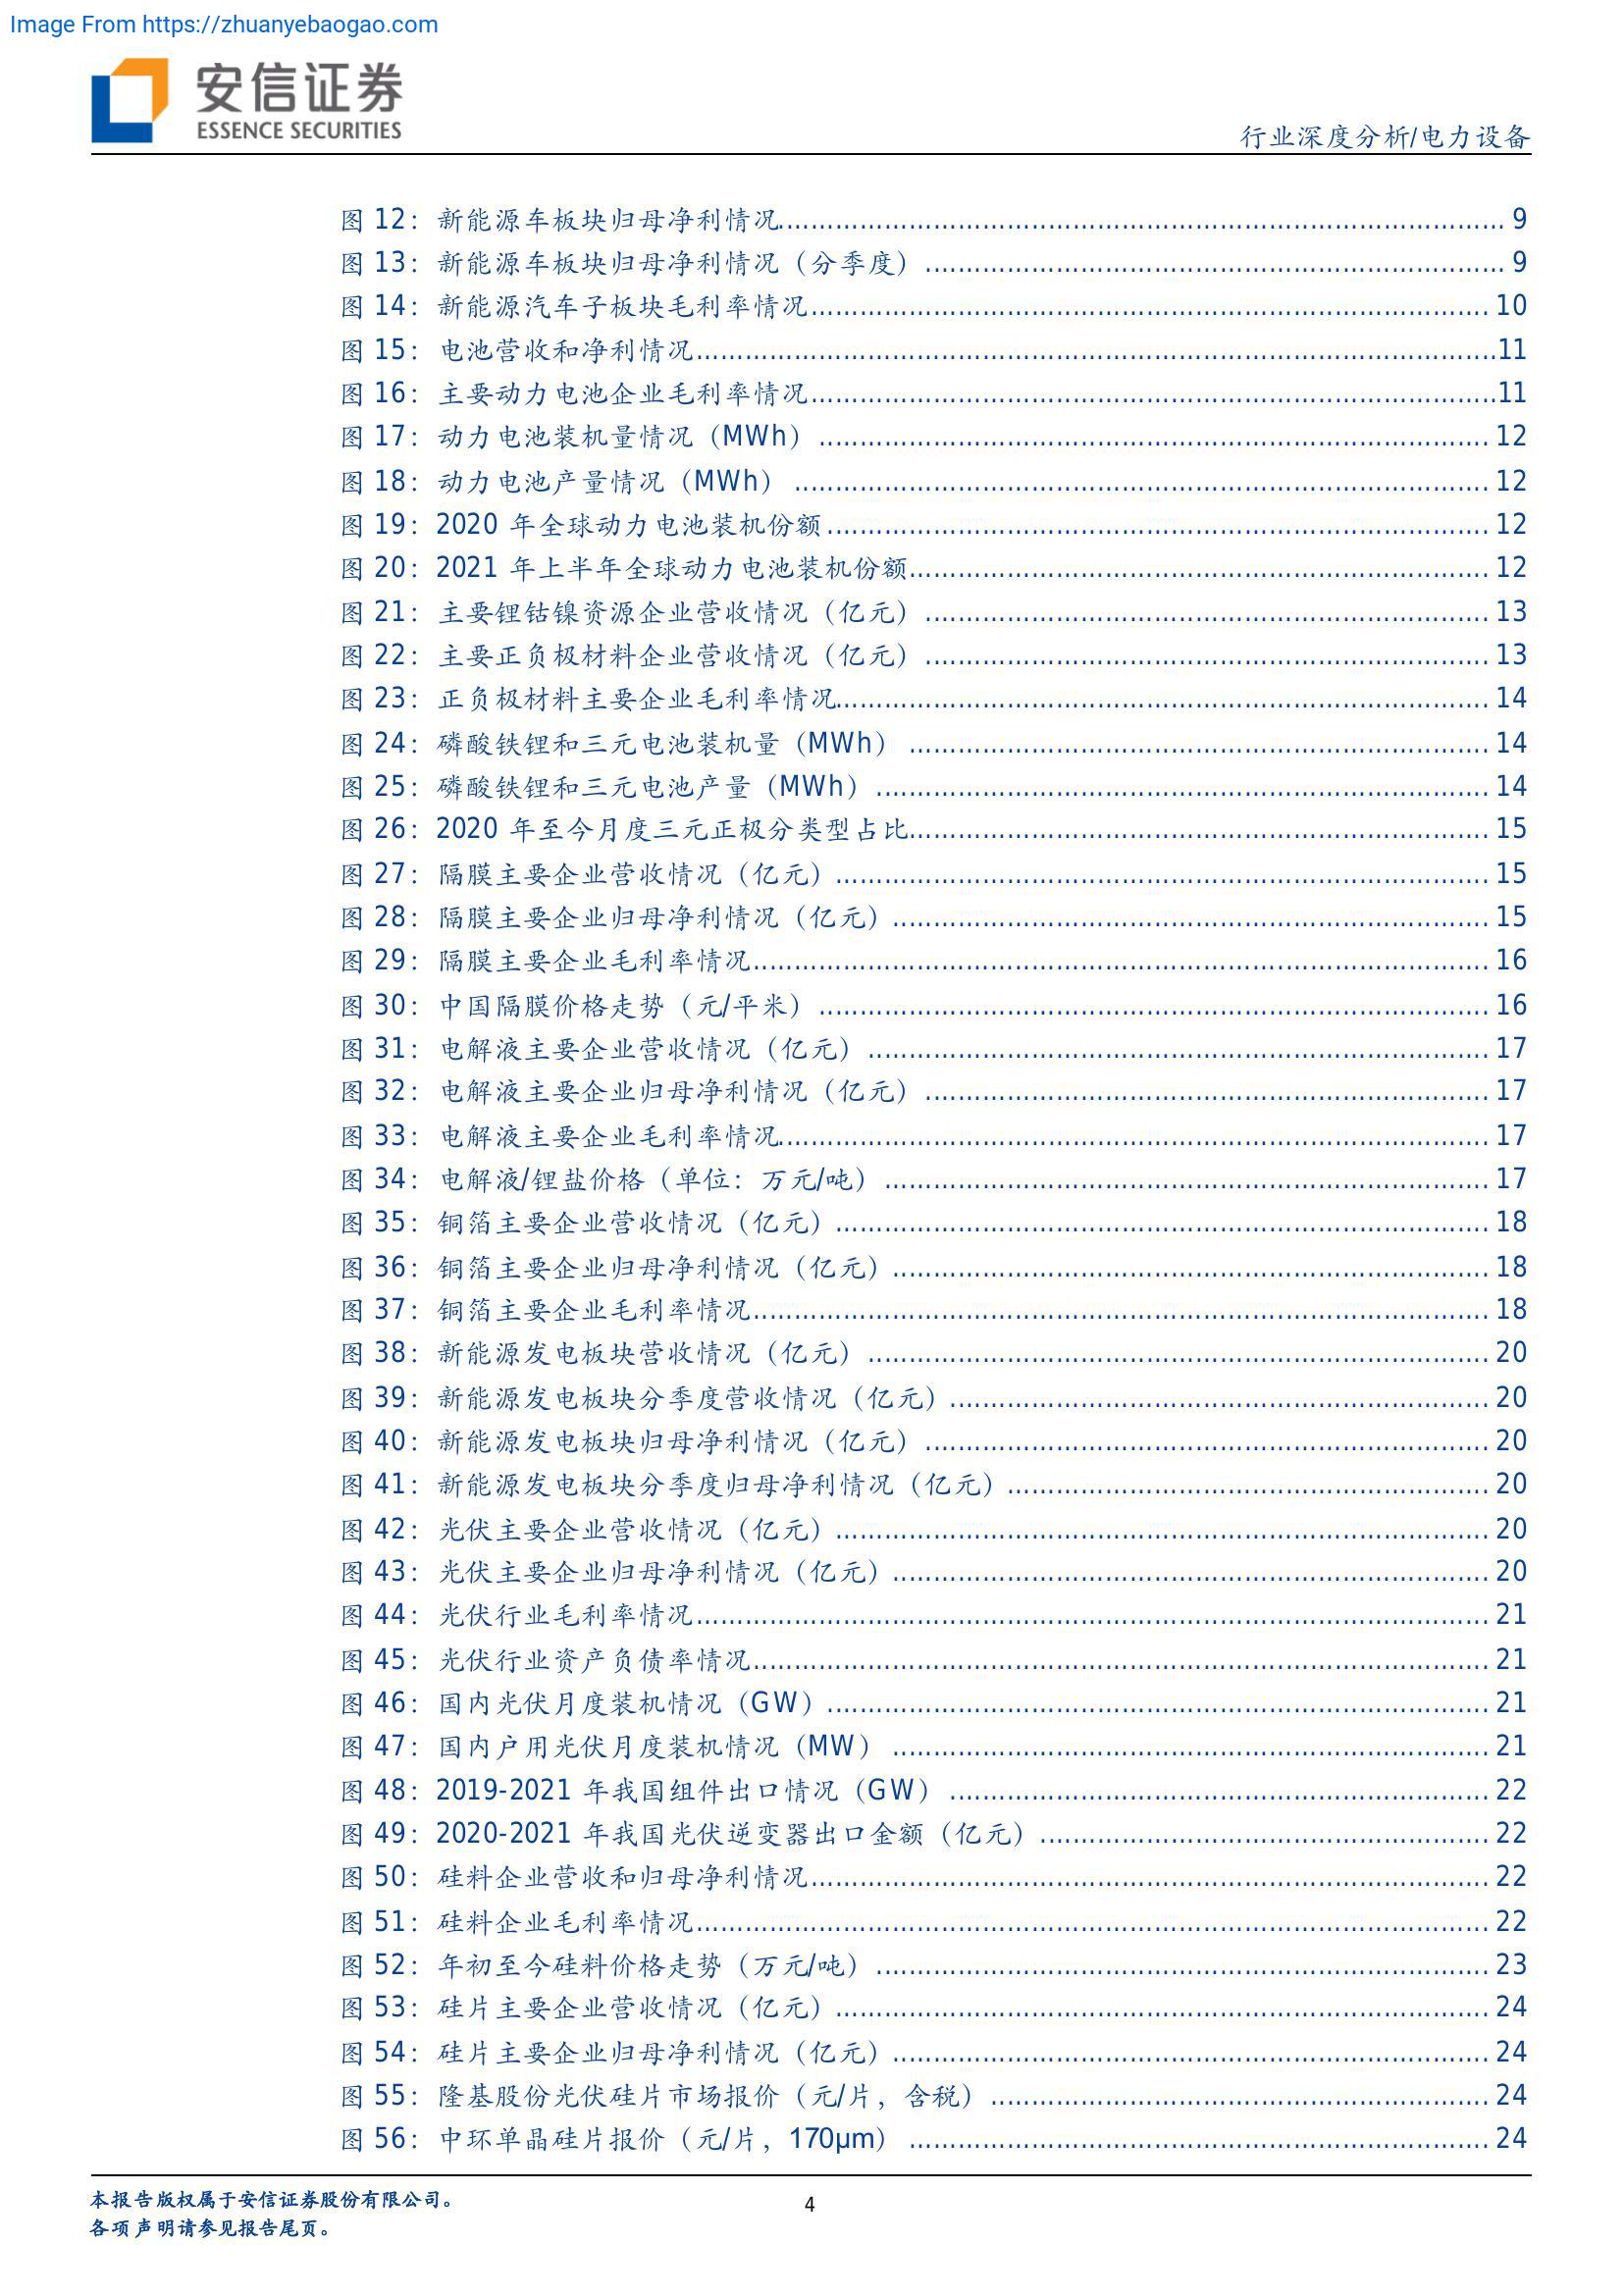 Image From https://zhuanyebaogao.com
安信证券
ESSENCE SECURITIES
行业深度分析/电力设备
图 12：新能源车板块归母净利情况 9
图 13：新能源车板块归母净利情况（分季度） 9
图 14：新能源汽车子板块毛利率情况 10
图 15：电池营收和净利情况 11
图 16：主要动力电池企业毛利率情况 11
图 17：动力电池装机量情况（MWh） 12
图 18：动力电池产量情况（MWh） 12
图 19：2020 年全球动力电池装机份额 12
图 20：2021 年上半年全球动力电池装机份额 12
图 21：主要锂钴镍资源企业营收情况（亿元） 13
图 22：主要正负极材料企业营收情况（亿元） 13
图 23：正负极材料主要企业毛利率情况 14
图 24：磷酸铁锂和三元电池装机量（MWh） 14
图 25：磷酸铁锂和三元电池产量（MWh） 14
图 26：2020 年至今月度三元正极分类型占比 15
图 27：隔膜主要企业营收情况（亿元） 15
图 28：隔膜主要企业归母净利情况（亿元） 15
图 29：隔膜主要企业毛利率情况 16
图 30：中国隔膜价格走势（元/平米） 16
图 31：电解液主要企业营收情况（亿元） 17
图 32：电解液主要企业归母净利情况（亿元） 17
图 33：电解液主要企业毛利率情况 17
图 34：电解液/锂盐价格（单位：万元/吨） 17
图 35：铜箔主要企业营收情况（亿元） 18
图 36：铜箔主要企业归母净利情况（亿元） 18
图 37：铜箔主要企业毛利率情况 18
图 38：新能源发电板块营收情况（亿元） 20
图 39：新能源发电板块分季度营收情况（亿元） 20
图 40：新能源发电板块归母净利情况（亿元） 20
图 41：新能源发电板块分季度归母净利情况（亿元） 20
图 42：光伏主要企业营收情况（亿元） 20
图 43：光伏主要企业归母净利情况（亿元） 20
图 44：光伏行业毛利率情况 21
图 45：光伏行业资产负债率情况 21
图 46：国内光伏月度装机情况（GW） 21
图 47：国内户用光伏月度装机情况（MW） 21
图 48：2019-2021 年我国组件出口情况（GW） 22
图 49：2020-2021 年我国光伏逆变器出口金额（亿元） 22
图 50：硅料企业营收和归母净利情况 22
图 51：硅料企业毛利率情况 22
图 52：年初至今硅料价格走势（万元/吨） 23
图 53：硅片主要企业营收情况（亿元） 24
图 54：硅片主要企业归母净利情况（亿元） 24
图 55：隆基股份光伏硅片市场报价（元/片，含税） 24
图 56：中环单晶硅片报价（元/片，170μm） 24
本报告版权属于安信证券股份有限公司。
各项声明请参见报告尾页。
4